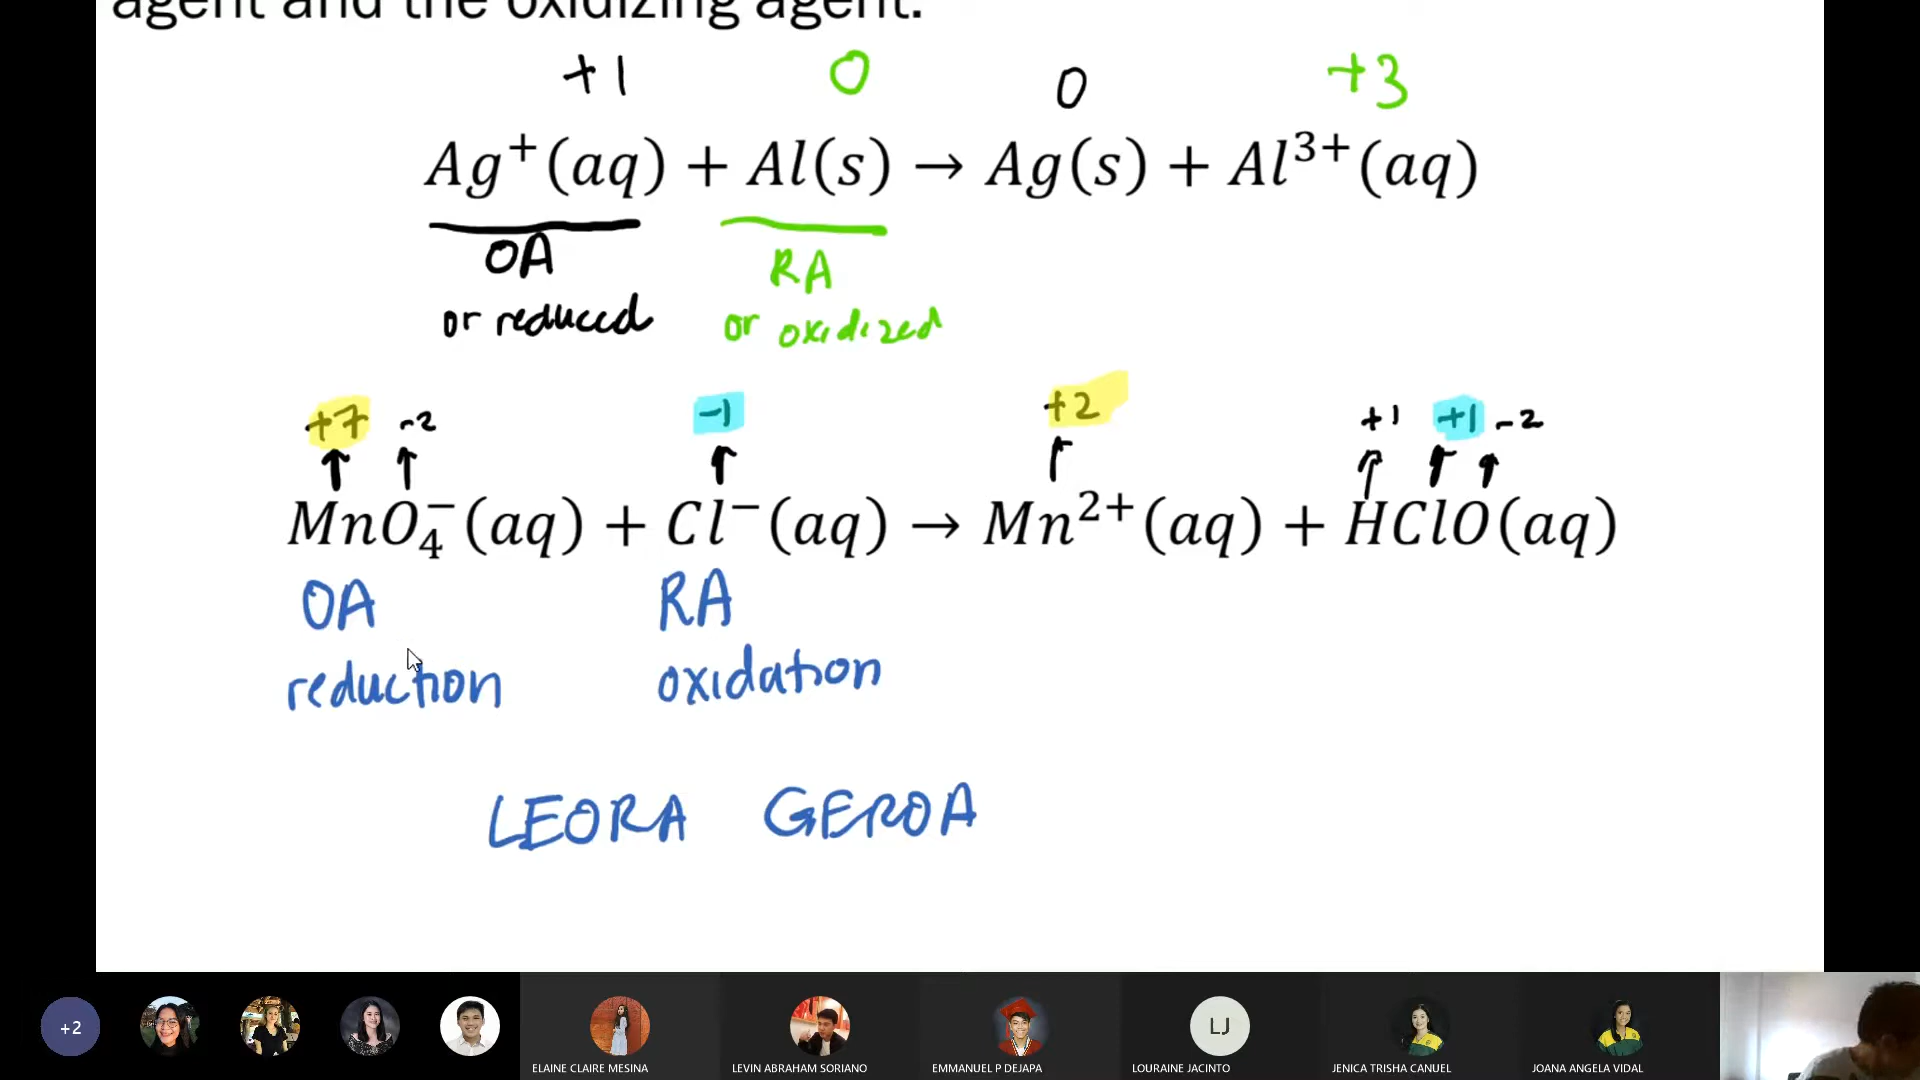 agent and the oxidizing agent.
+1 0 0 +3
Ag⁺(aq) + Al(s) → Ag(s) + Al³⁺(aq)
OA RA
or reduced or oxidized
+7 -2 -1 +2 +1 +1 -2
MnO₄⁻(aq) + Cl⁻(aq) → Mn²⁺(aq) + HClO(aq)
OA RA
reduction oxidation
LEORA GEROA
+2
LJ
ELAINE CLAIRE MESINA LEVIN ABRAHAM SORIANO EMMANUEL P DEJAPA LOURAINE JACINTO JENICA TRISHA CANUEL JOANA ANGELA VIDAL